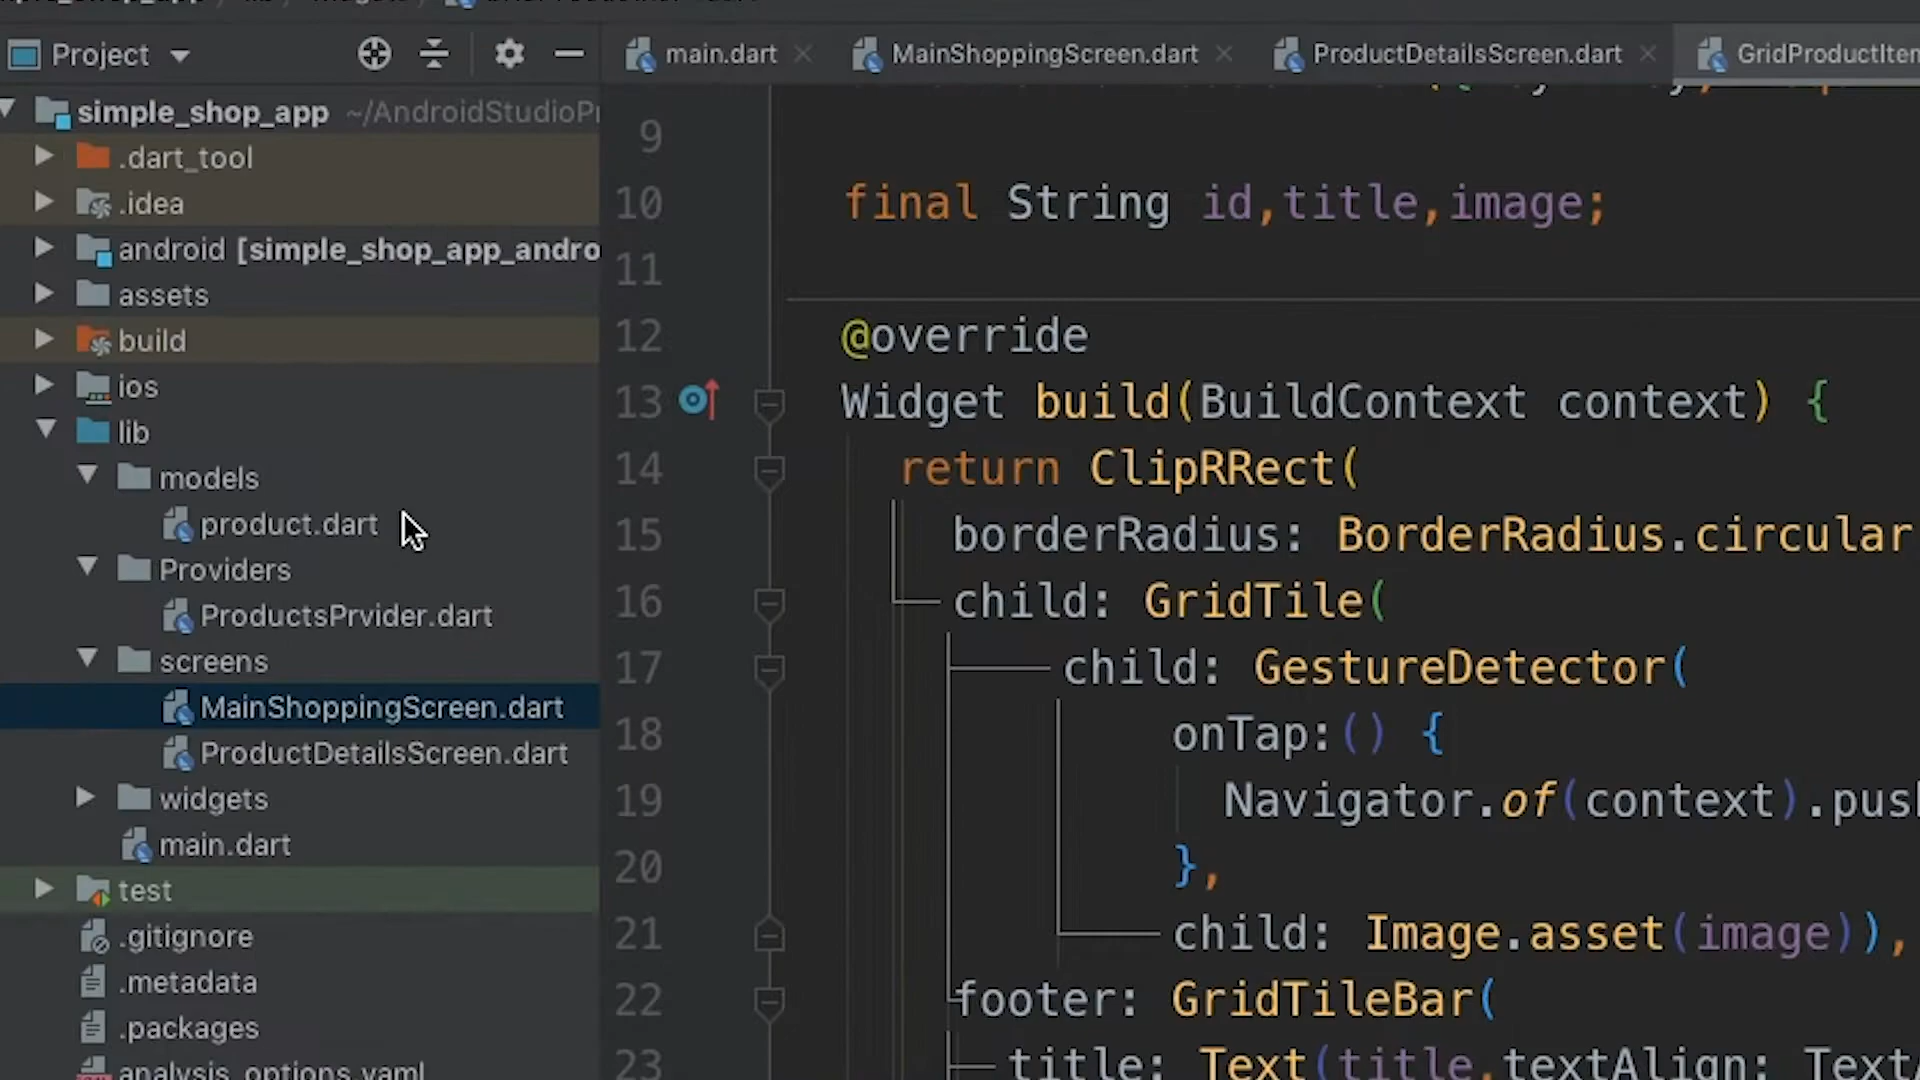 Project
main.dart
MainShoppingScreen.dart
ProductDetailsScreen.dart
GridProductIten
simple_shop_app ~/AndroidStudioPr
.dart_tool
.idea
android [simple_shop_app_andro
assets
build
ios
lib
models
product.dart
Providers
ProductsPrvider.dart
screens
MainShoppingScreen.dart
ProductDetailsScreen.dart
widgets
main.dart
test
.gitignore
.metadata
.packages
analysis_options.yaml
9
10 final String id,title,image;
11
12 @override
13 Widget build(BuildContext context) {
14 return ClipRRect(
15 borderRadius: BorderRadius.circular
16 child: GridTile(
17 child: GestureDetector(
18 onTap:() {
19 Navigator.of(context).push
20 },
21 child: Image.asset(image)),
22 footer: GridTileBar(
23 title: Text(title,textAlign: Text